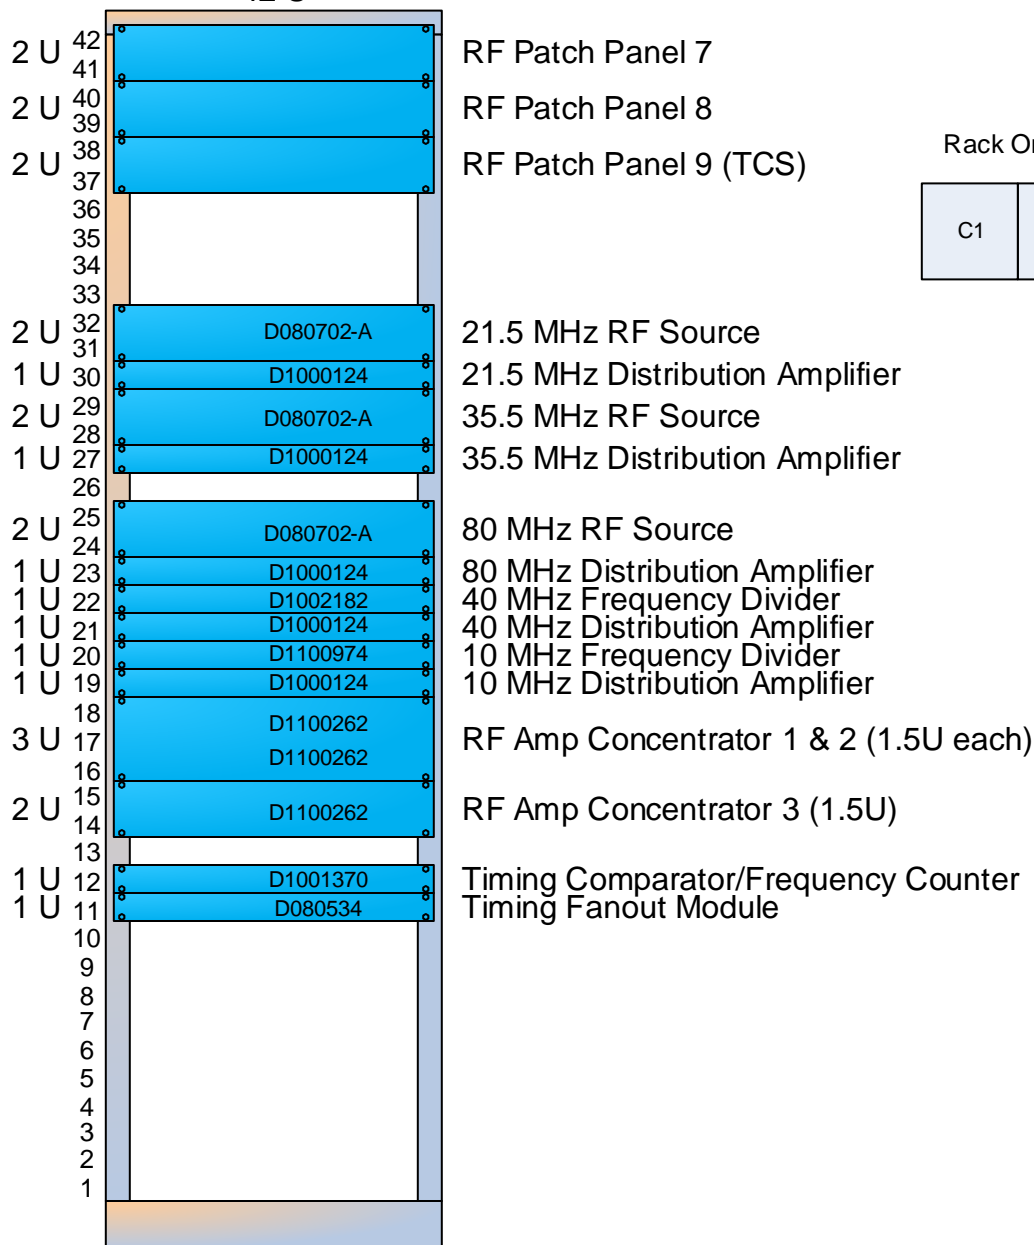 2 U 42 RF Patch Panel 7
41
2 U 40 RF Patch Panel 8
39
2 U 38 RF Patch Panel 9 (TCS)
37
Rack
C1
36
35
34
33
2 U 32 D080702-A 21.5 MHz RF Source
31
1 U 30 D1000124 21.5 MHz Distribution Amplifier
2 U 29 D080702-A 35.5 MHz RF Source
28
1 U 27 D1000124 35.5 MHz Distribution Amplifier
26
2 U 25 D080702-A 80 MHz RF Source
24
1 U 23 D1000124 80 MHz Distribution Amplifier
1 U 22 D1002182 40 MHz Frequency Divider
1 U 21 D1000124 40 MHz Distribution Amplifier
1 U 20 D1100974 10 MHz Frequency Divider
1 U 19 D1000124 10 MHz Distribution Amplifier
18 D1100262
3 U 17 RF Amp Concentrator 1 & 2 (1.5U each)
16 D1100262
2 U 15 D1100262 RF Amp Concentrator 3 (1.5U)
14
13
1 U 12 D1001370 Timing Comparator/Frequency Counter
1 U 11 D080534 Timing Fanout Module
10
9
8
7
6
5
4
3
2
1